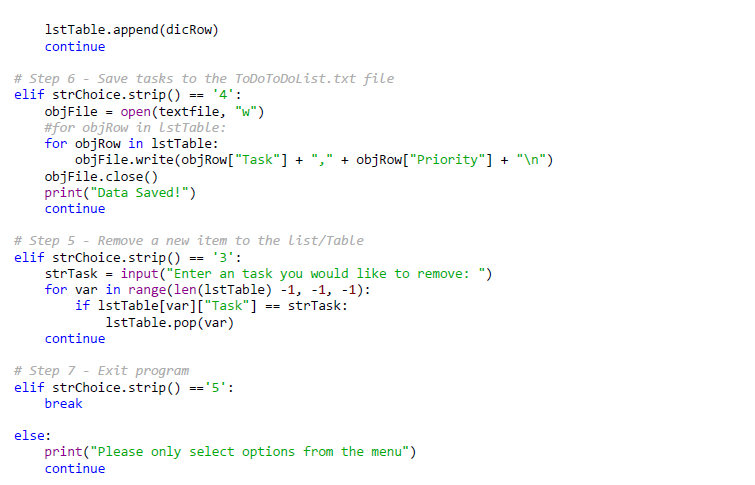 lstTable.append(dicRow)
continue
# Step 6 - Save tasks to the ToDoToDoList.txt file
elif strChoice.strip() == '4':
objFile = open(textfile, "w")
#for objRow in lstTable:
for objRow in lstTable:
objFile.write(objRow["Task"] + "," + objRow["Priority"] + "\n")
objFile.close()
print("Data Saved!")
continue
# Step 5 - Remove a new item to the list/Table
elif strChoice.strip() == '3':
strTask = input("Enter an task you would like to remove: ")
for var in range(len(lstTable) -1, -1, -1):
if lstTable[var]["Task"] == strTask:
lstTable.pop(var)
continue
# Step 7 - Exit program
elif strChoice.strip() =='5':
break
else:
print("Please only select options from the menu")
continue